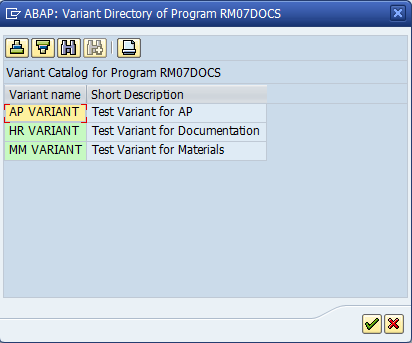 ABAP: Variant Directory of Program RM07DOCS
Variant Catalog for Program RM07DOCS
Variant name Short Description
AP VARIANT Test Variant for AP
HR VARIANT Test Variant for Documentation
MM VARIANT Test Variant for Materials